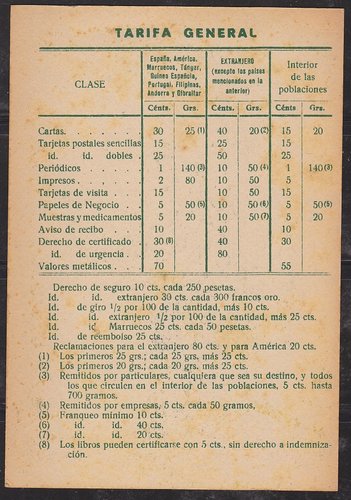 TARIFA GENERAL
CLASE
España, América,
Marruecos, Tánger,
Guinea Española,
Portugal, Filipinas,
Andorra y Gibraltar
EXTRANJERO
(excepto los países
mencionados en la
anterior)
Interior
de las
poblaciones
Cénts. Grs. Cénts. Grs. Cénts Grs.
Cartas. . . . . . 30 25 (1) 40 20 (2) 15 20
Tarjetas postales sencillas 15 25 15
id. id. dobles . 25 50 25
Periódicos . . . . . 1 140 (3) 10 50 (4) 1 140 (3)
Impresos . . . . . . 2 80 10 50 5
Tarjetas de visita . . . . 15 10 50 15
Papeles de Negocio . . . 5 50 (5) 10 50 (6) 5 50 (5)
Muestras y medicamentos 5 20 10 50 (7) 5 20
Aviso de recibo . . . . 10 40 10
Derecho de certificado . 30 (8) 40 30
id. de urgencia . . . 20 80
Valores metálicos. . . . 70 55
Derecho de seguro 10 cts. cada 250 pesetas.
Id. id. extranjero 30 cts. cada 300 francos oro.
Id. de giro 1/2 por 100 de la cantidad, más 10 cts.
Id. id. extranjero 1/2 por 100 de la cantidad, más 25 cts.
Id. id. Marruecos 25 cts. cada 50 pesetas.
Id. de reembolso 25 cts.
Reclamaciones para el extranjero 80 cts. y para América 20 cts.
(1) Los primeros 25 grs.; cada 25 grs. más 25 cts.
(2) Los primeros 20 grs.; cada 20 grs. más 25 cts.
(3) Remitidos por particulares, cualquiera que sea su destino, y todos
los que circulen en el interior de las poblaciones, 5 cts. hasta
700 gramos.
(4) Remitidos por empresas, 5 cts. cada 50 gramos,
(5) Franqueo mínimo 10 cts.
(6) id. id. 40 cts.
(7) id. id. 20 cts.
(8) Los libros pueden certificarse con 5 cts., sin derecho a indemniza-
ción.